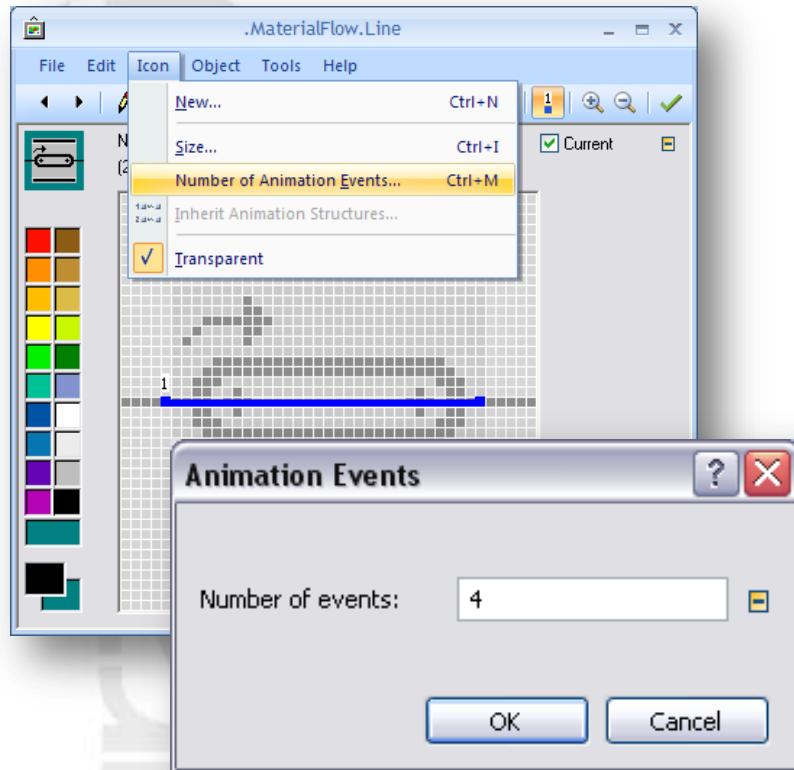 .MaterialFlow.Line
File Edit Icon Object Tools Help
New... Ctrl+N
1
Size... Ctrl+I
Current
Number of Animation Events... Ctrl+M
Inherit Animation Structures...
Transparent
1
Animation Events
Number of events: 4
OK Cancel